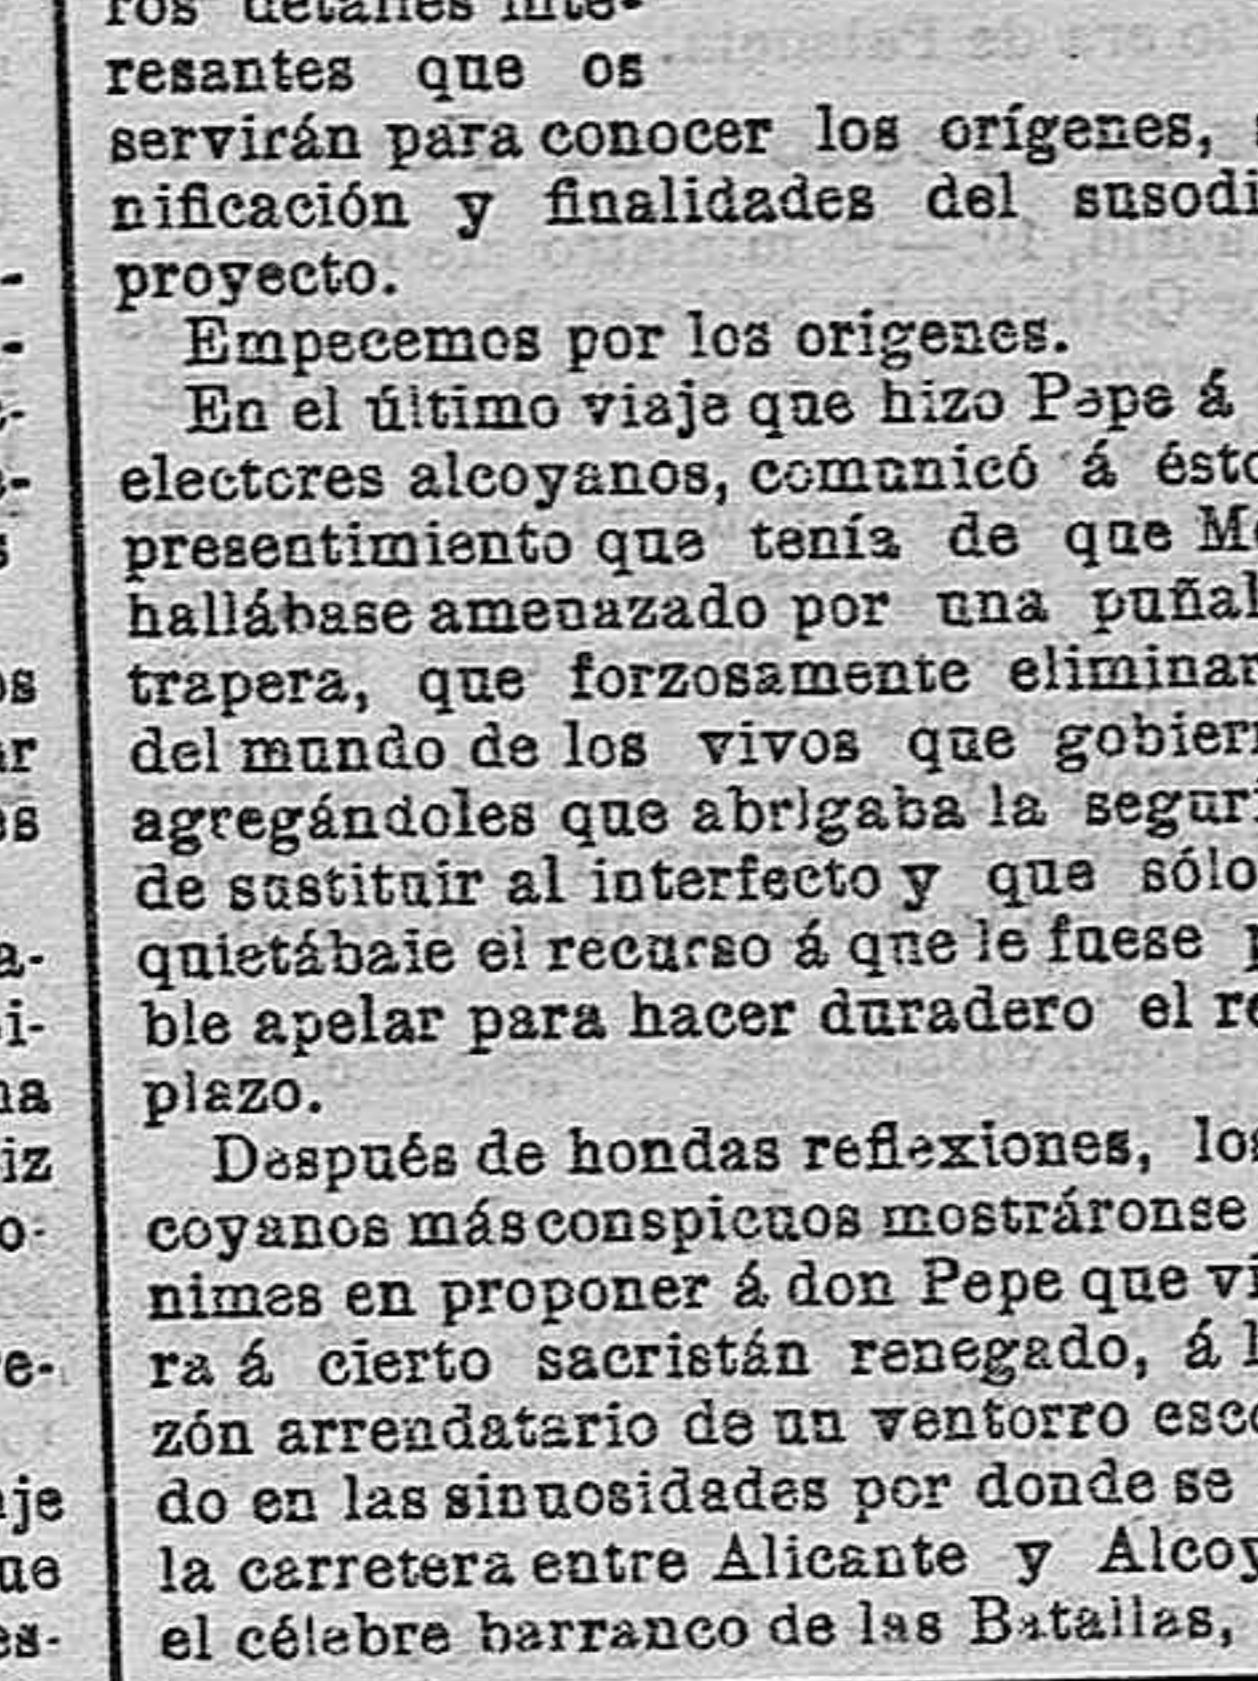 ros detalles inte-
resantes que os
servirán para conocer los orígenes,
nificación y finalidades del susodi
proyecto.
Empecemos por los orígenes.
En el último viaje que hizo Pepe á
electores alcoyanos, comunicó á ésto
presentimiento que tenía de que Mo
hallábase amenazado por una puñal
trapera, que forzosamente eliminar
del mundo de los vivos que gobiern
agregándoles que abrigaba la seguri
de sustituir al interfecto y que sólo
quietábale el recurso á que le fuese p
ble apelar para hacer duradero el re
plazo.
Después de hondas reflexiones, los
coyanos más conspicuos mostráronse
nimes en proponer á don Pepe que vi
ra á cierto sacristán renegado, á l
zón arrendatario de un ventorro esco
do en las sinuosidades por donde se
la carretera entre Alicante y Alcoy
el célebre barranco de las Batallas,